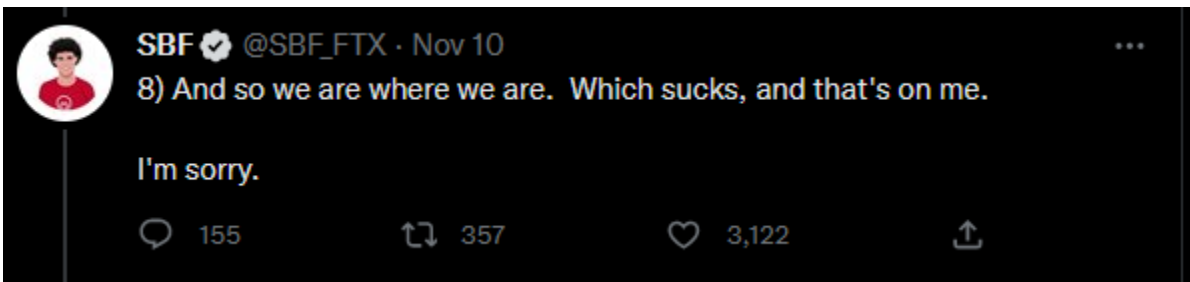 SBF @SBF_FTX · Nov 10
8) And so we are where we are.  Which sucks, and that's on me.
I'm sorry.
155 357 3,122